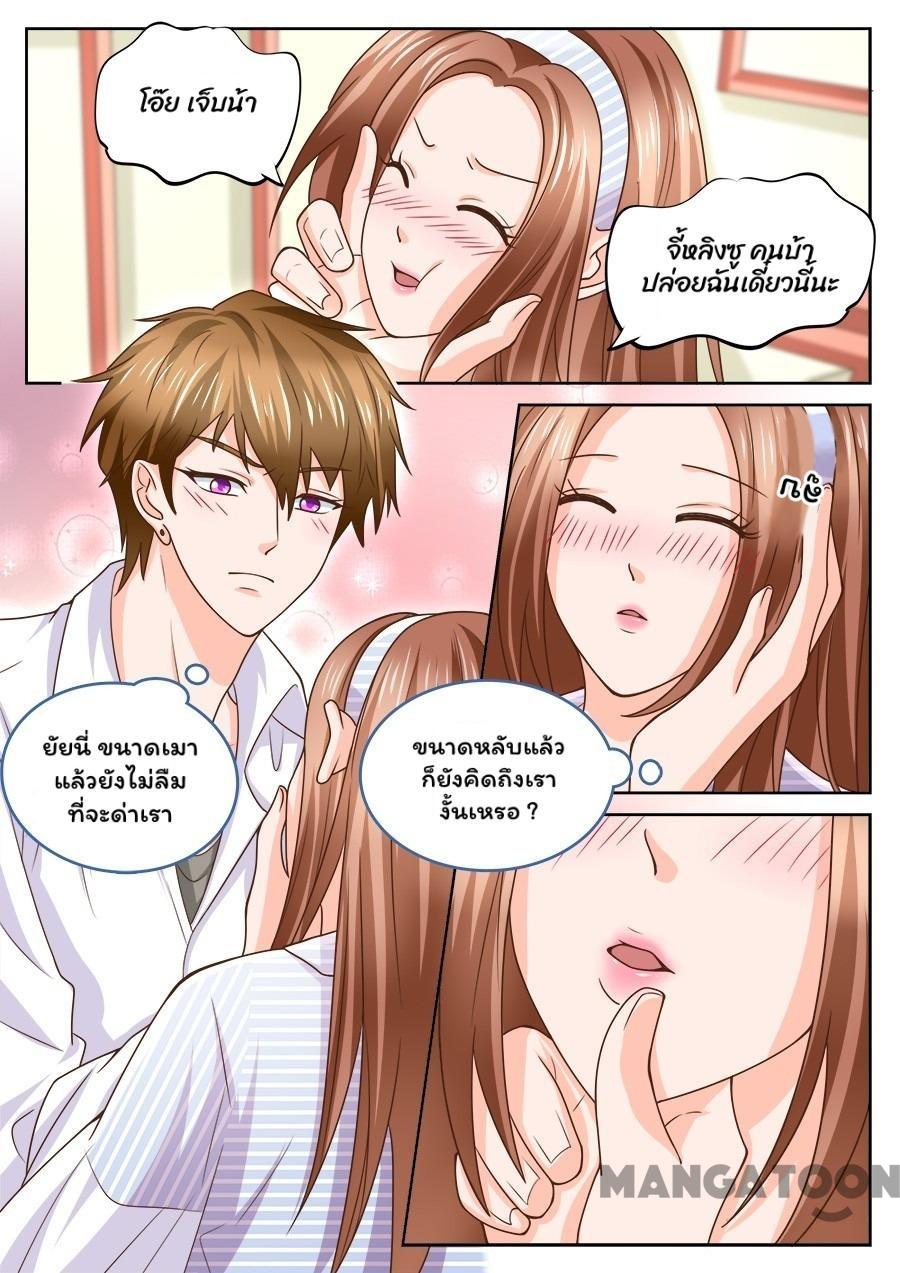 โอ๊ย เจ็บน้า
จี้หลิงซู คนบ้า
ปล่อยฉันเดี๋ยวนี้นะ
ยัยนี่ ขนาดเมา
แล้วยังไม่ลืม
ที่จะด่าเรา
ขนาดหลับแล้ว
ก็ยังคิดถึงเรา
งั้นเหรอ ?
MANGATOON